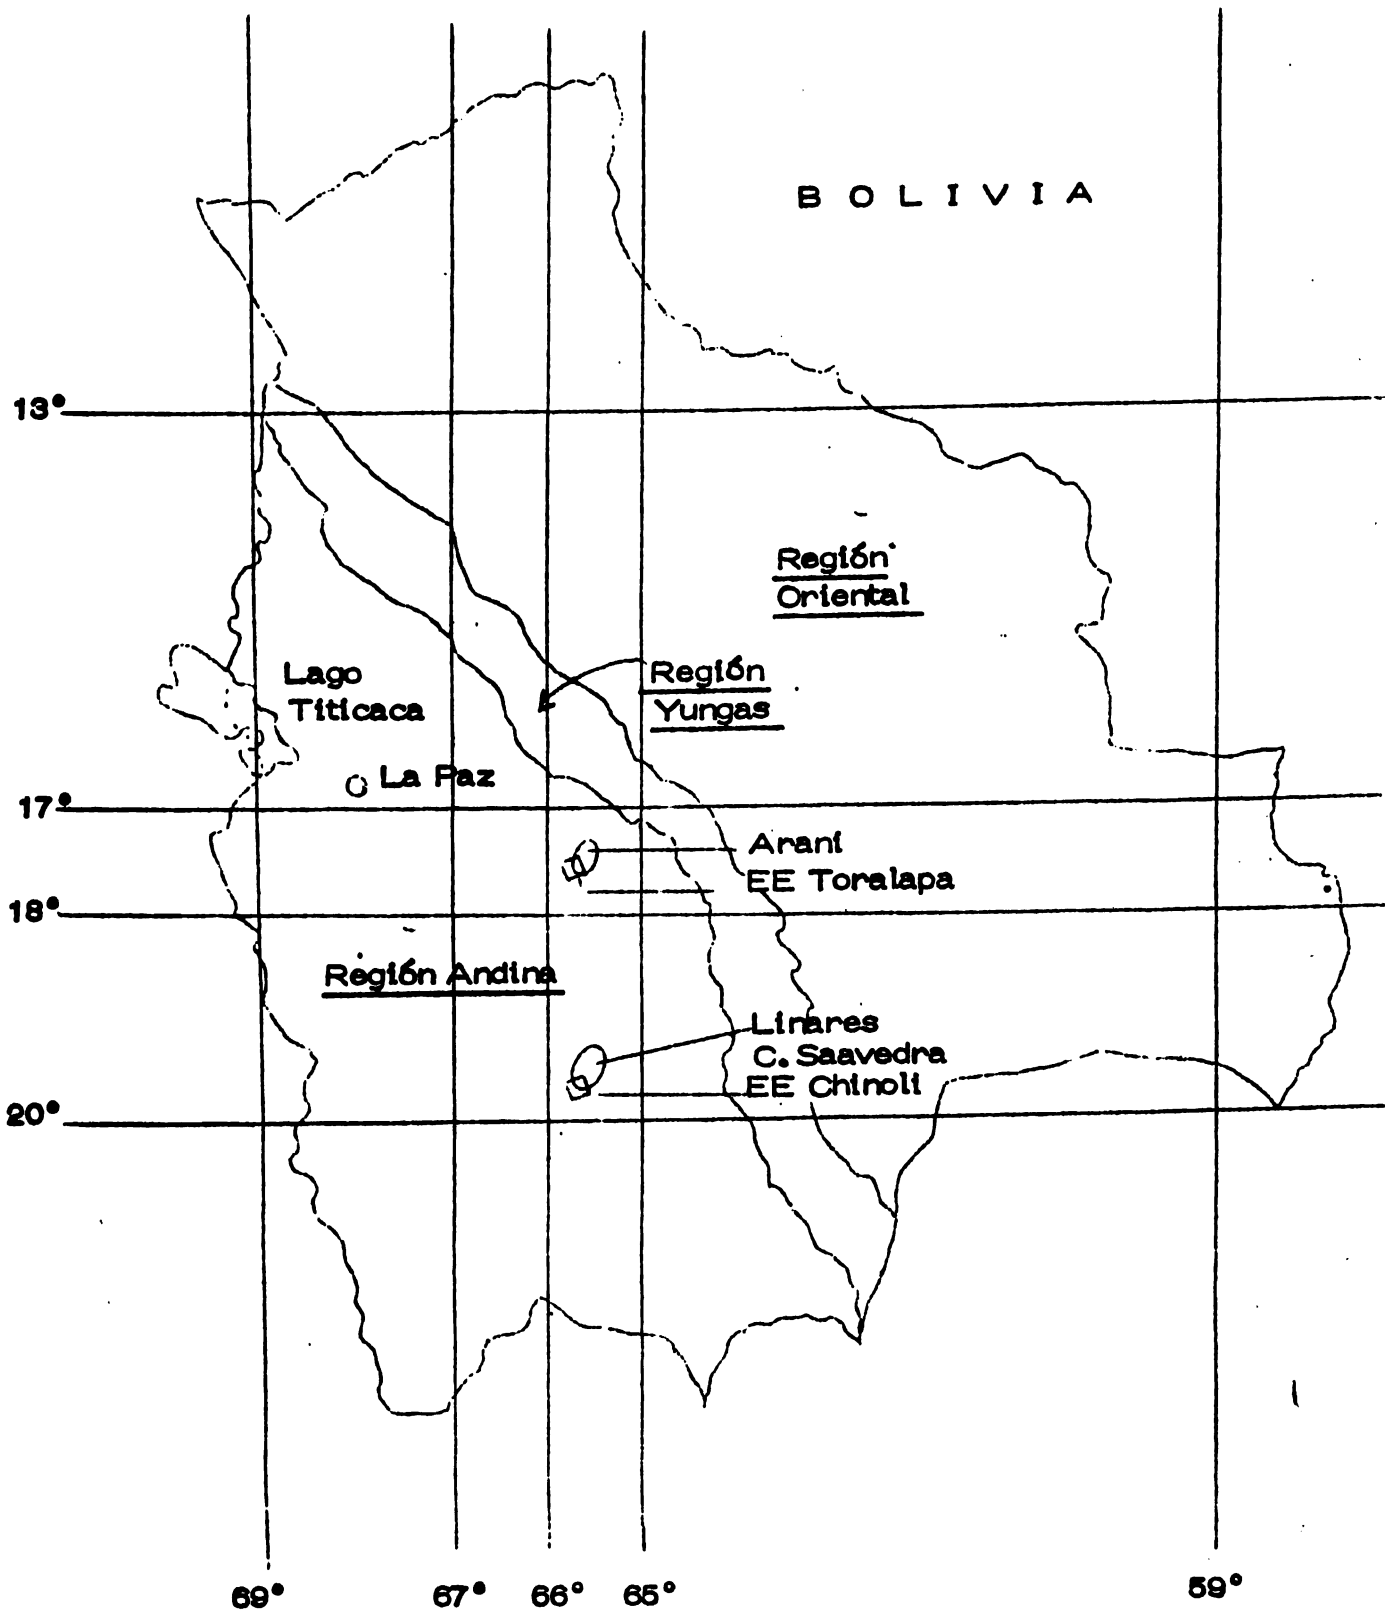 BOLIVIA
13°
Región
Oriental
Lago
Titicaca
Región
Yungas
La Paz
17°
Arani
EE Toralapa
18°
Región Andina
Linares
C. Saavedra
EE Chinoli
20°
69°
67°
66°
65°
59°